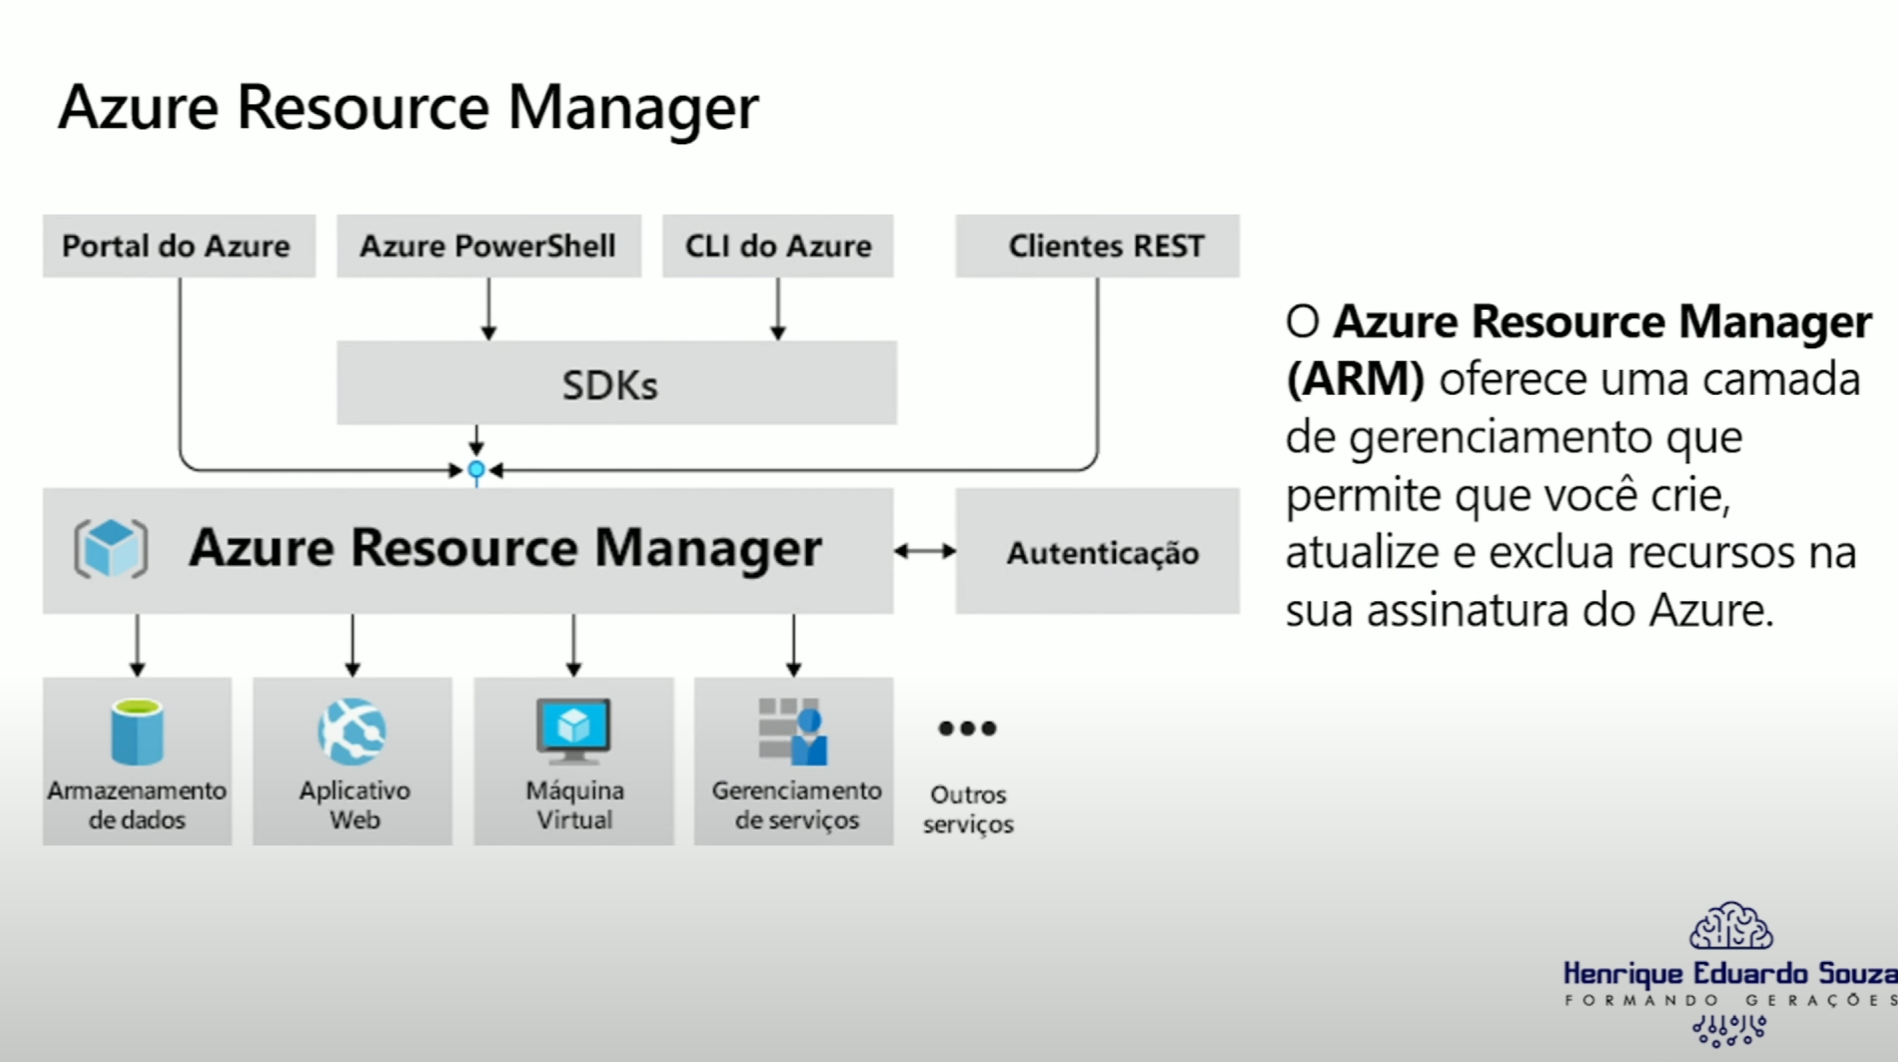 Azure Resource Manager
Portal do Azure
Azure PowerShell
CLI do Azure
Clientes REST
SDKs
Azure Resource Manager
Autenticação
Armazenamento
de dados
Aplicativo
Web
Máquina
Virtual
Gerenciamento
de serviços
Outros
serviços
O Azure Resource Manager
(ARM) oferece uma camada
de gerenciamento que
permite que você crie,
atualize e exclua recursos na
sua assinatura do Azure.
Henrique Eduardo Souza
FORMANDO GERAÇÕES